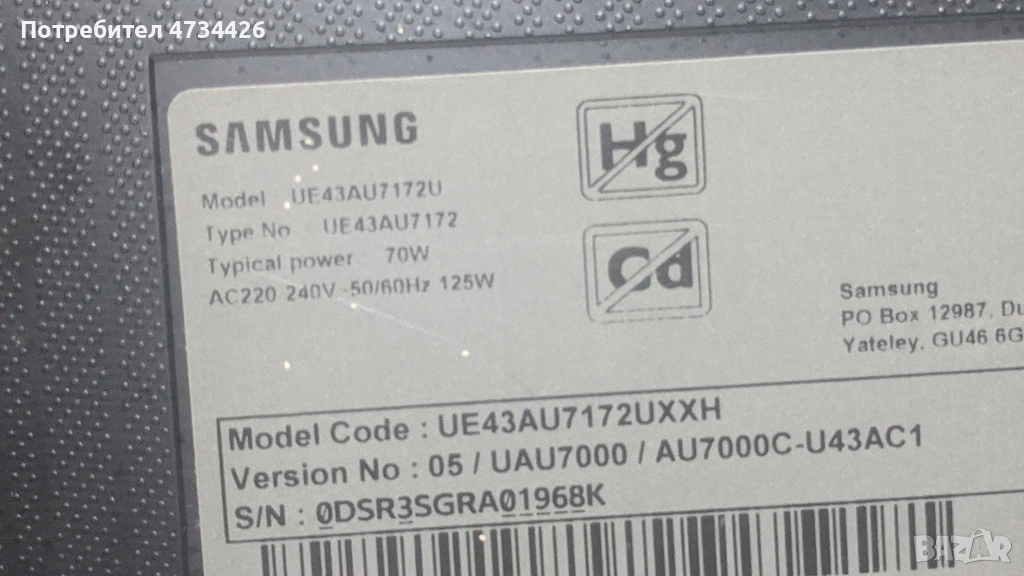 Потребител 4734426
SAMSUNG
Model UE43AU7172U
Type No UE43AU7172
Typical power 70W
AC220 240V ~50/60Hz 125W
Hg
Cd
Samsung
PO Box 12987, Du
Yateley, GU46 6G
Model Code : UE43AU7172UXXH
Version No : 05 / UAU7000 / AU7000C-U43AC1
S/N : 0DSR3SGRA01968K
BAZAR